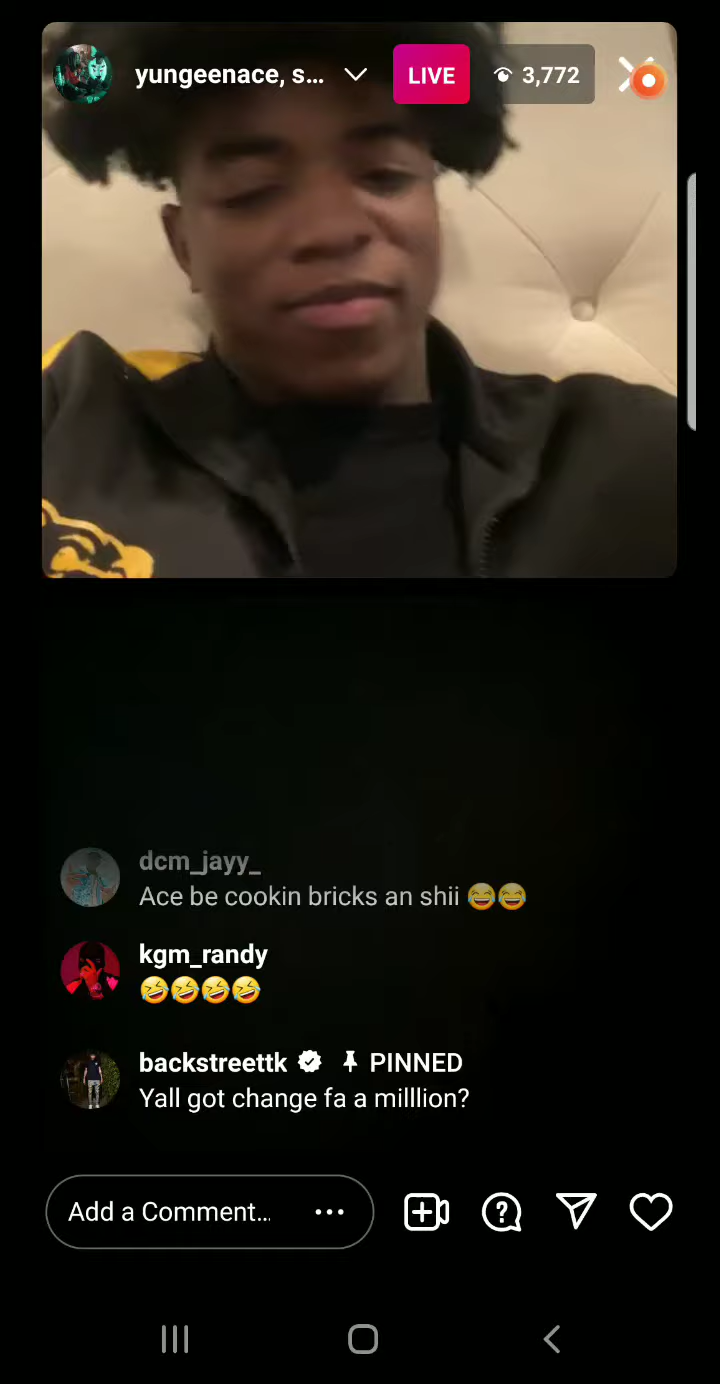 yungeenace, s...
LIVE
3,772
dcm_jayy_
Ace be cookin bricks an shii 😂😂
kgm_randy
🤣🤣🤣🤣
backstreettk PINNED
Yall got change fa a milllion?
Add a Comment...